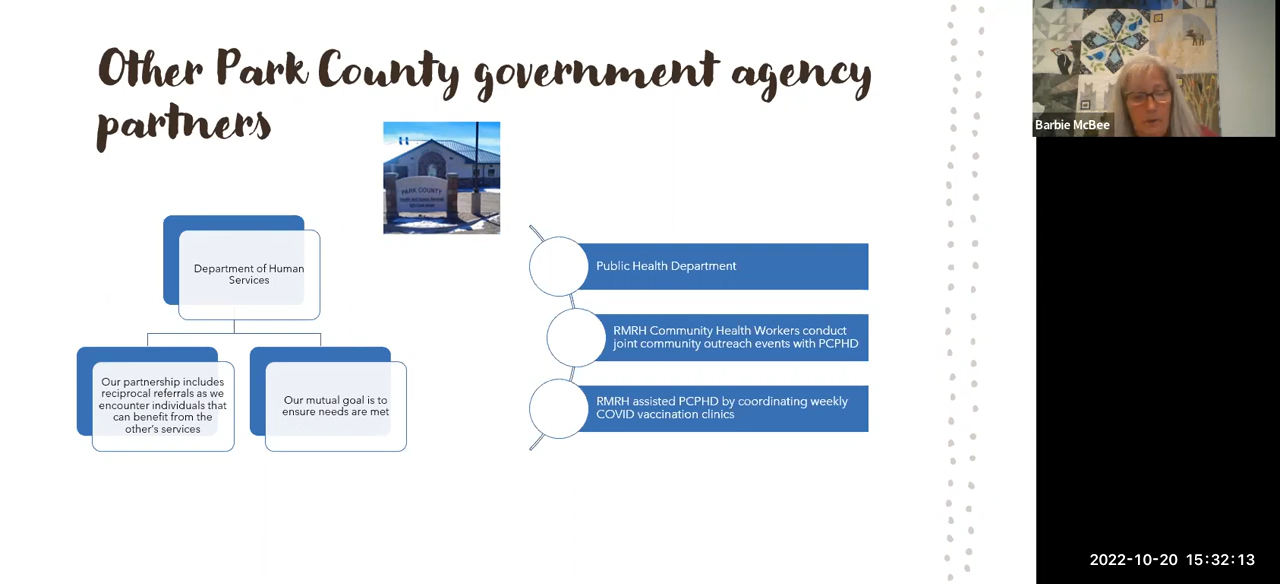 Other Park County government agency
partners
PARK COUNTY
Department of Human
Services
Our partnership includes
reciprocal referrals as we
encounter individuals that
can benefit from the
other's services
Our mutual goal is to
ensure needs are met
Public Health Department
RMRH Community Health Workers conduct
joint community outreach events with PCPHD
RMRH assisted PCPHD by coordinating weekly
COVID vaccination clinics
Barbie McBee
2022-10-20 15:32:13